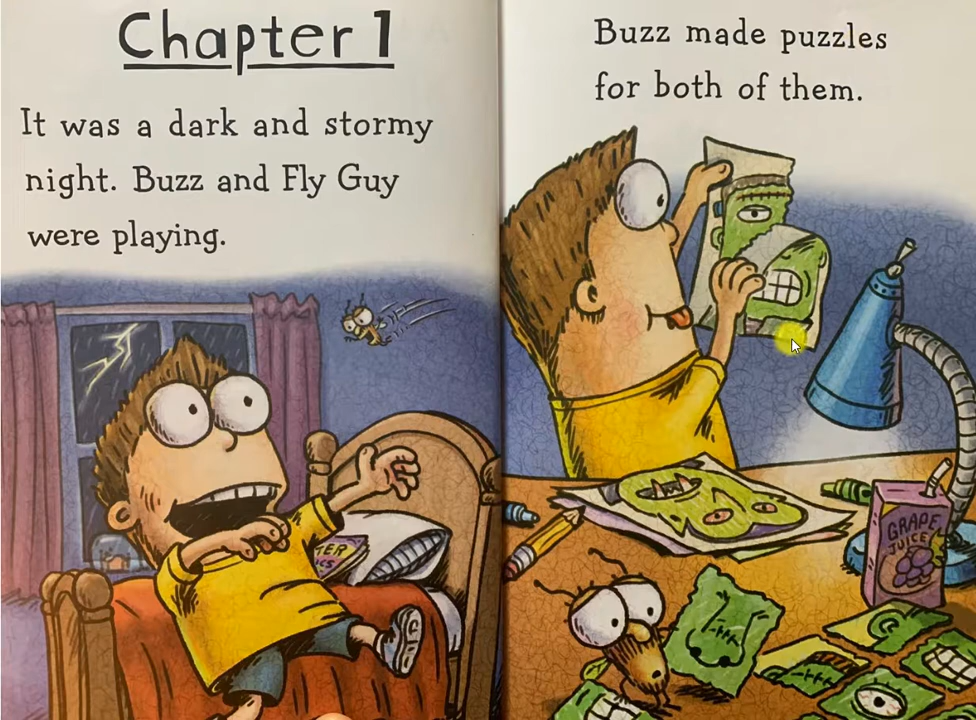 Chapter 1
It was a dark and stormy
night. Buzz and Fly Guy
were playing.
Buzz made puzzles
for both of them.
GRAPE
JUICE